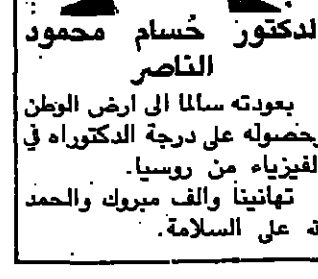 لدكتور حُسام محمود
الناصر
بعودته سالما الى ارض الوطن
حصوله على درجة الدكتوراه في
لفيزياء من روسيا.
تهانينا والف مبروك والحمد
له على السلامة.